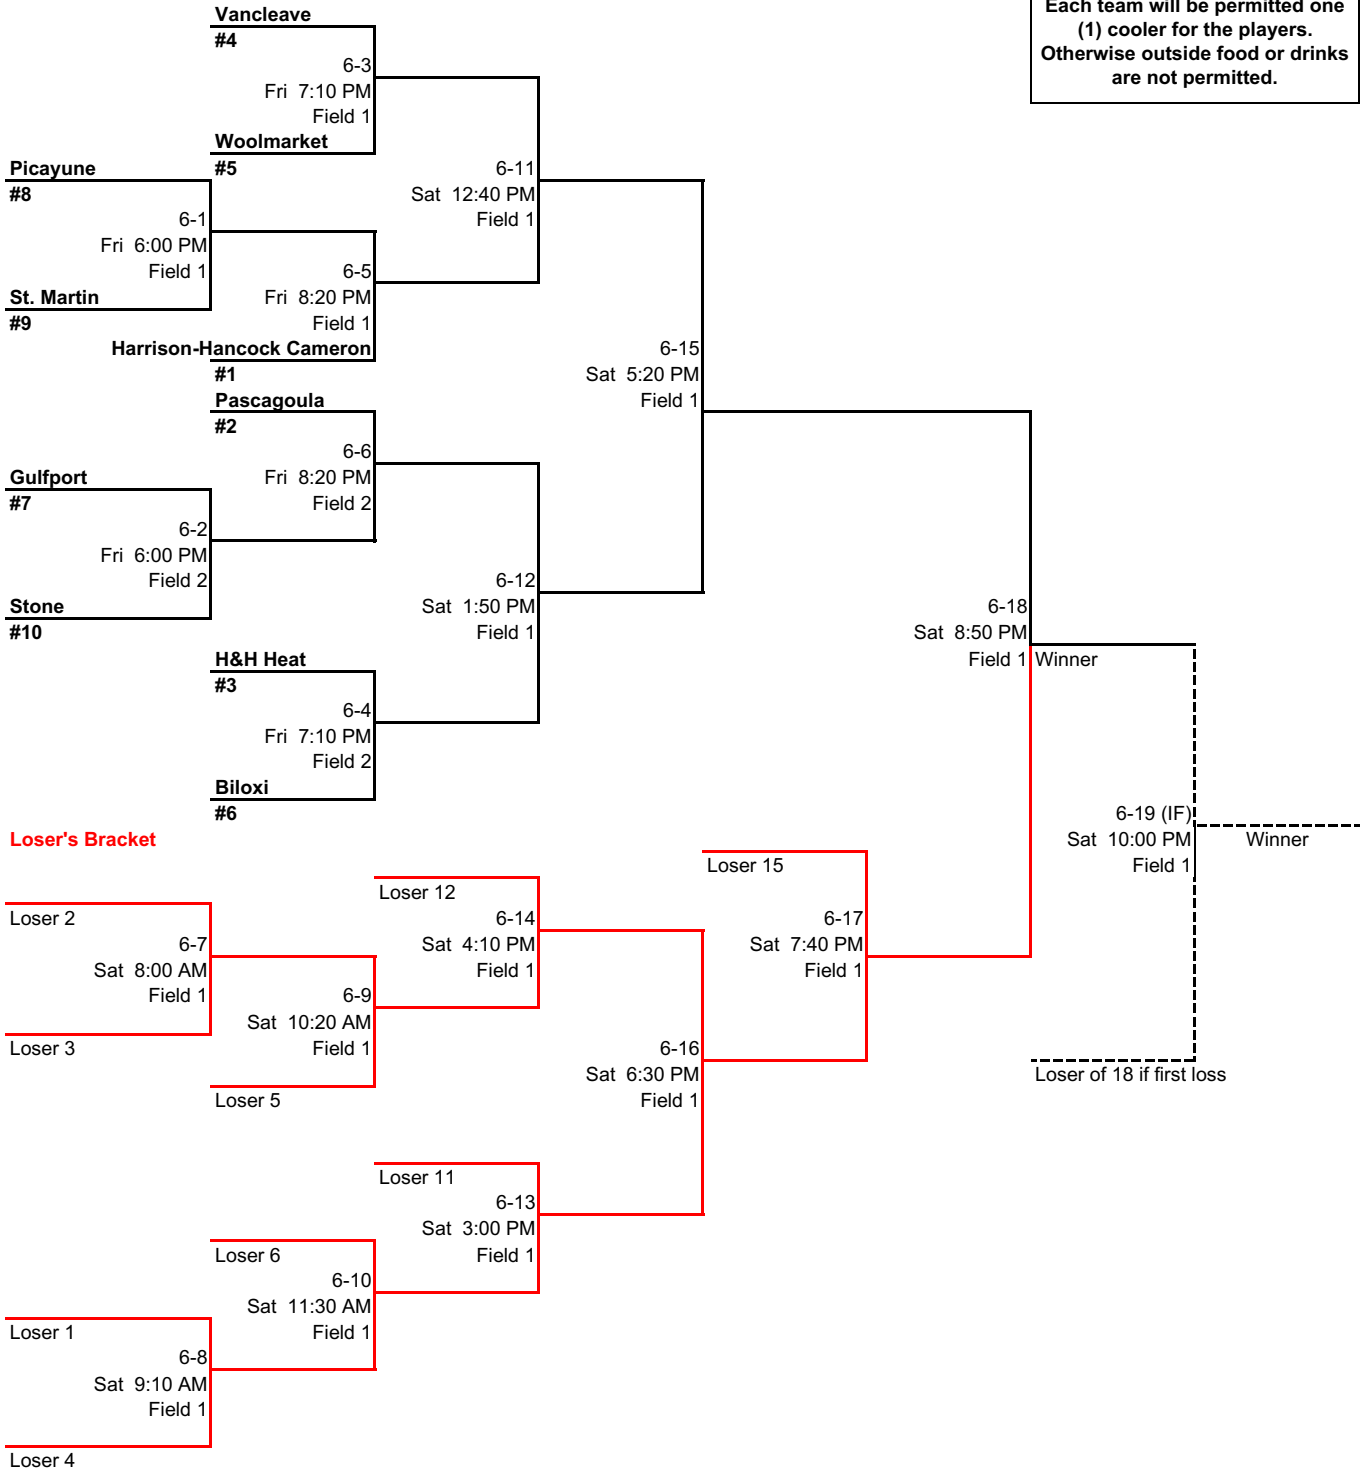 Each team will be permitted one
(1) cooler for the players.
Otherwise outside food or drinks
are not permitted.
Vancleave
#4
6-3
Fri 7:10 PM
Field 1
Woolmarket
#5
Picayune
#8
6-1
Fri 6:00 PM
Field 1
St. Martin
#9
6-5
Fri 8:20 PM
Field 1
Harrison-Hancock Cameron
#1
6-11
Sat 12:40 PM
Field 1
Pascagoula
#2
6-6
Fri 8:20 PM
Field 2
Gulfport
#7
6-2
Fri 6:00 PM
Field 2
Stone
#10
6-12
Sat 1:50 PM
Field 1
H&H Heat
#3
6-4
Fri 7:10 PM
Field 2
Biloxi
#6
6-15
Sat 5:20 PM
Field 1
6-18
Sat 8:50 PM
Field 1 Winner
6-19 (IF)
Sat 10:00 PM
Field 1
Winner
Loser of 18 if first loss
Loser's Bracket
Loser 2
6-7
Sat 8:00 AM
Field 1
Loser 3
6-9
Sat 10:20 AM
Field 1
Loser 5
Loser 12
6-14
Sat 4:10 PM
Field 1
Loser 15
6-17
Sat 7:40 PM
Field 1
6-16
Sat 6:30 PM
Field 1
Loser 11
6-13
Sat 3:00 PM
Field 1
Loser 6
6-10
Sat 11:30 AM
Field 1
Loser 1
6-8
Sat 9:10 AM
Field 1
Loser 4